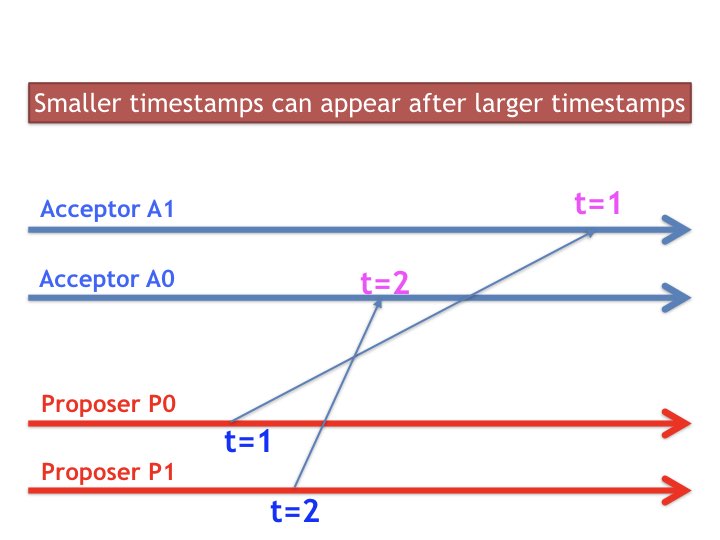 Smaller timestamps can appear after larger timestamps
t=1
Acceptor A1
Acceptor A0
t=2
Proposer P0
t=1
Proposer P1
t=2